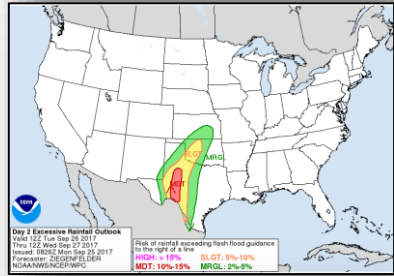 SLGT
MRGL
MDT
NOAA
Day 2 Excessive Rainfall Outlook
Valid 12Z Tue Sep 26 2017
Thru 12Z Wed Sep 27 2017
Issued: 0826Z Mon Sep 25 2017
Forecaster: ZIEGENFELDER
NOAA/NWS/NCEP/WPC
Risk of rainfall exceeding flash flood guidance
to the right of a line
HIGH: > 15% SLGT: 5%-10%
MDT: 10%-15% MRGL: 2%-5%